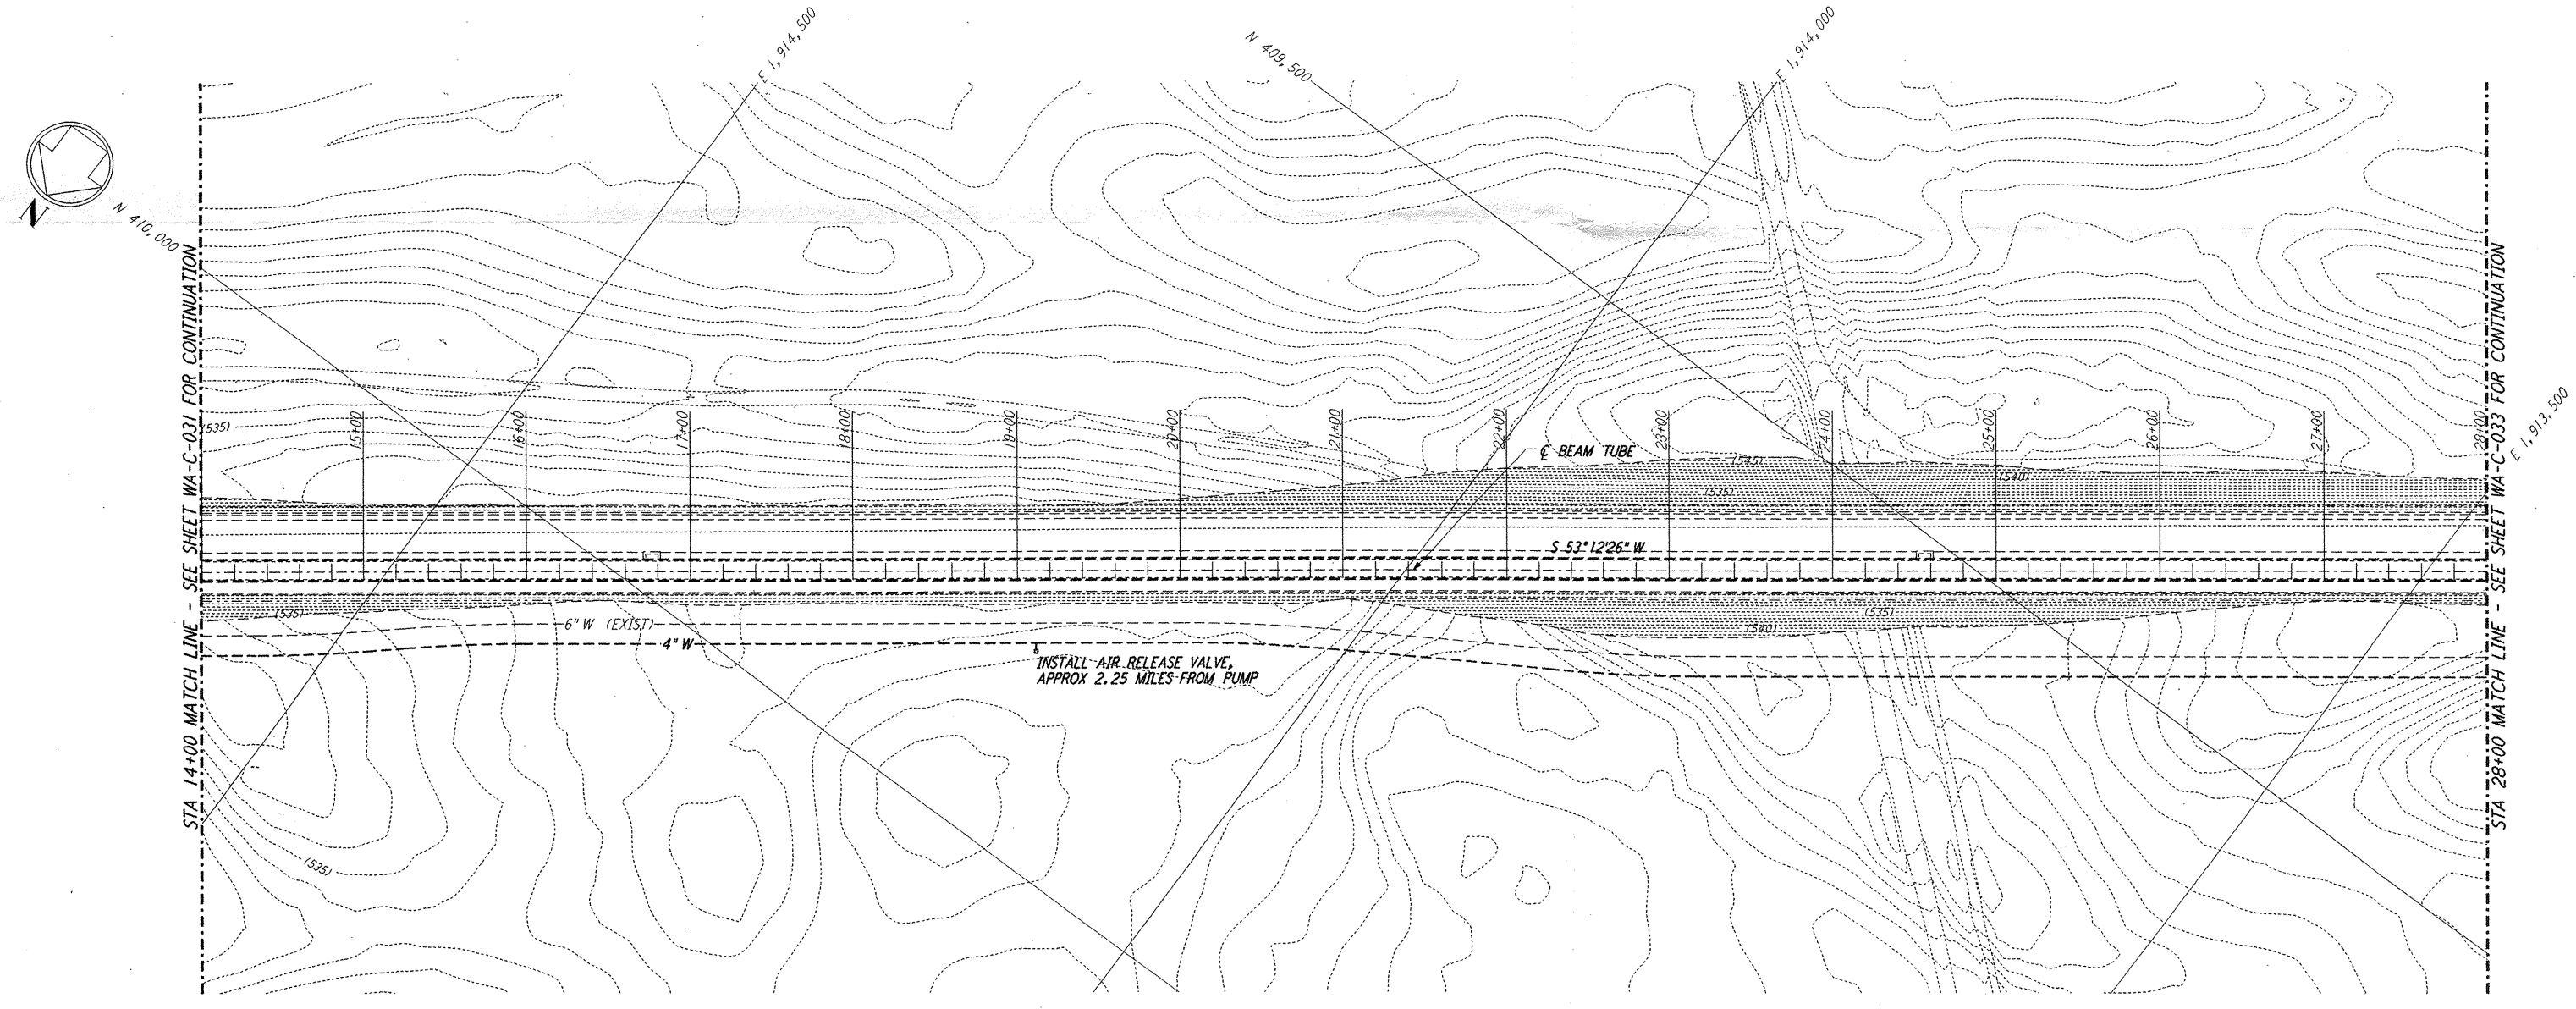 E 1,914,500
N 409,500
E 1,914,000
N
N 410,000
STA 14+00 MATCH LINE - SEE SHEET WA-C-031 FOR CONTINUATION
STA 28+00 MATCH LINE - SEE SHEET WA-C-033 FOR CONTINUATION
E 1,913,500
(535)
15+00
16+00
17+00
18+00
19+00
20+00
21+00
22+00
23+00
24+00
25+00
26+00
27+00
28+00
℄ BEAM TUBE
(545)
(540)
(535)
S 53° 12'26" W
(535)
6" W (EXIST)
4" W
(535)
(540)
INSTALL AIR RELEASE VALVE,
APPROX 2.25 MILES FROM PUMP
(535)